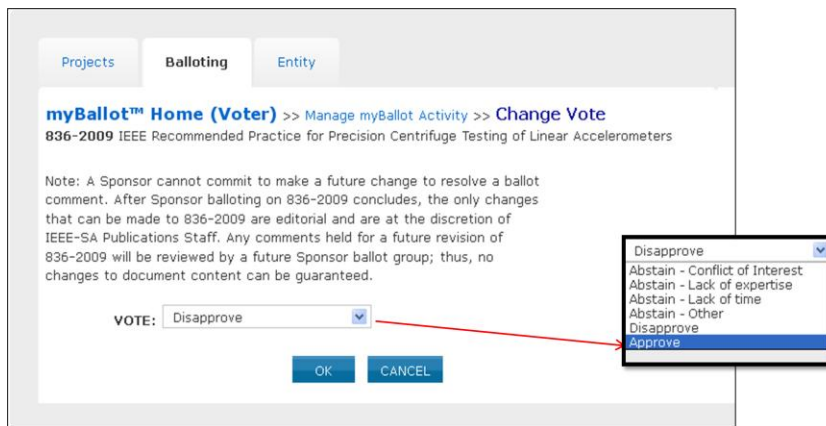 Projects Balloting Entity
myBallot™ Home (Voter) >> Manage myBallot Activity >> Change Vote
836-2009 IEEE Recommended Practice for Precision Centrifuge Testing of Linear Accelerometers
Note: A Sponsor cannot commit to make a future change to resolve a ballot
comment. After Sponsor balloting on 836-2009 concludes, the only changes
that can be made to 836-2009 are editorial and are at the discretion of
IEEE-SA Publications Staff. Any comments held for a future revision of
836-2009 will be reviewed by a future Sponsor ballot group; thus, no
changes to document content can be guaranteed.
VOTE: Disapprove
OK CANCEL
Disapprove
Abstain - Conflict of Interest
Abstain - Lack of expertise
Abstain - Lack of time
Abstain - Other
Disapprove
Approve